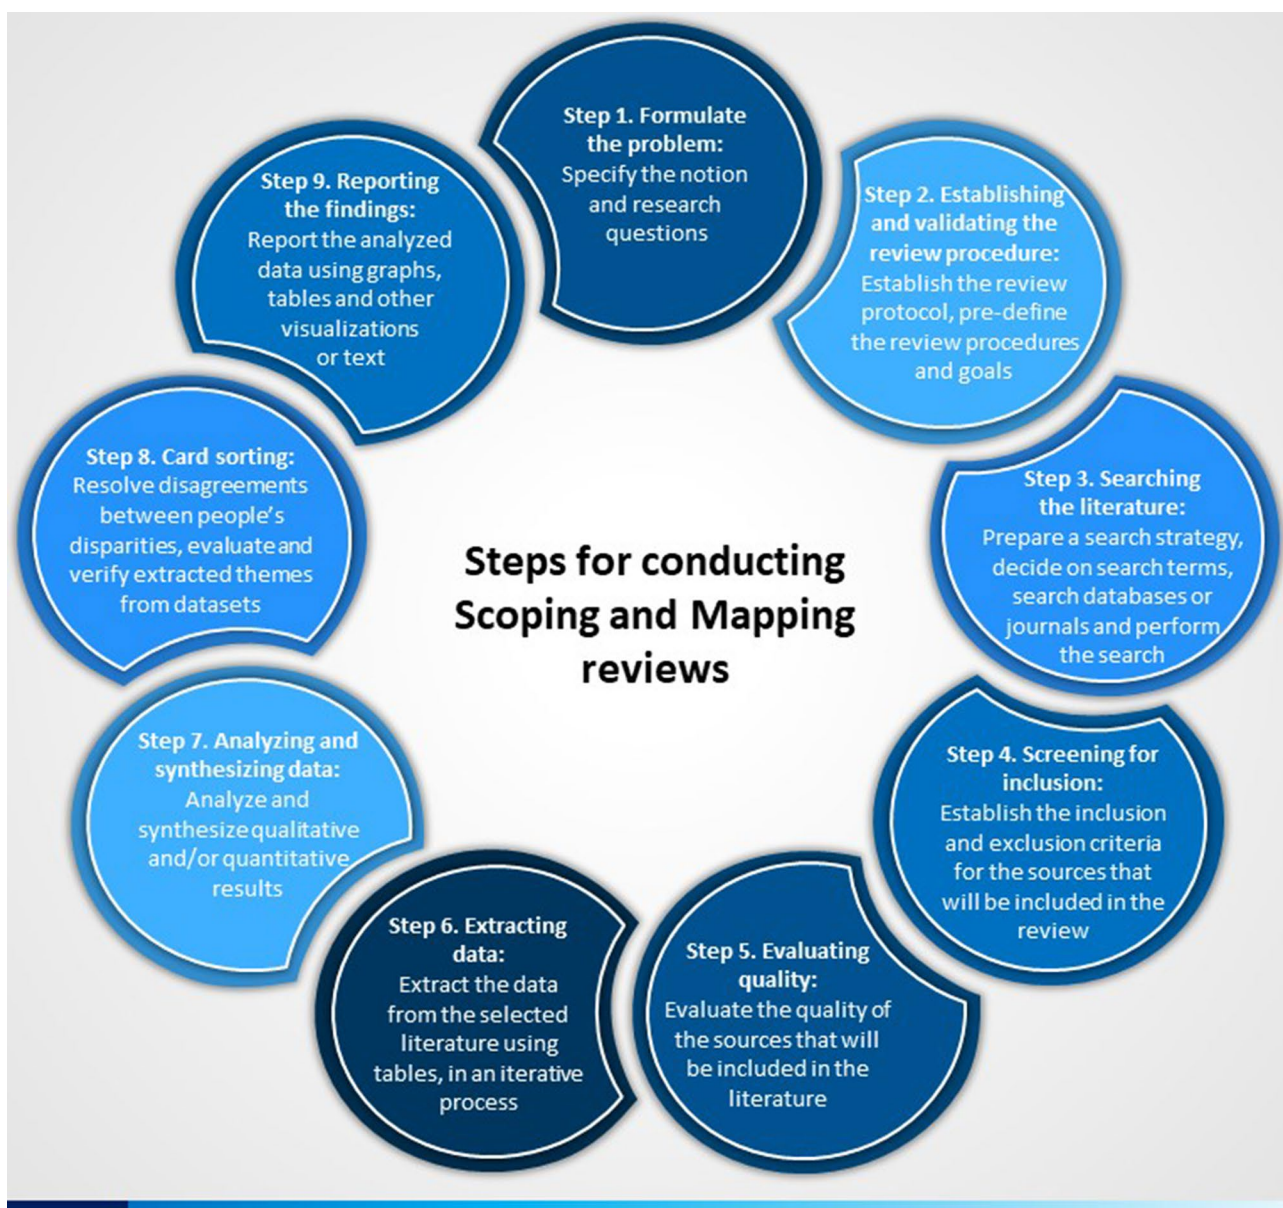 Step 1. Formulate
the problem:
Specify the notion
and research
questions
Step 2. Establishing
and validating the
review procedure:
Establish the review
protocol, pre-define
the review procedures
and goals
Step 3. Searching
the literature:
Prepare a search strategy,
decide on search terms,
search databases or
journals and perform
the search
Step 4. Screening for
inclusion:
Establish the inclusion
and exclusion criteria
for the sources that
will be included in the
review
Step 5. Evaluating
quality:
Evaluate the quality of
the sources that will
be included in the
literature
Step 6. Extracting
data:
Extract the data
from the selected
literature using
tables, in an iterative
process
Step 7. Analyzing and
synthesizing data:
Analyze and
synthesize qualitative
and/or quantitative
results
Step 8. Card sorting:
Resolve disagreements
between people's
disparities, evaluate and
verify extracted themes
from datasets
Step 9. Reporting
the findings:
Report the analyzed
data using graphs,
tables and other
visualizations
or text
Steps for conducting
Scoping and Mapping
reviews